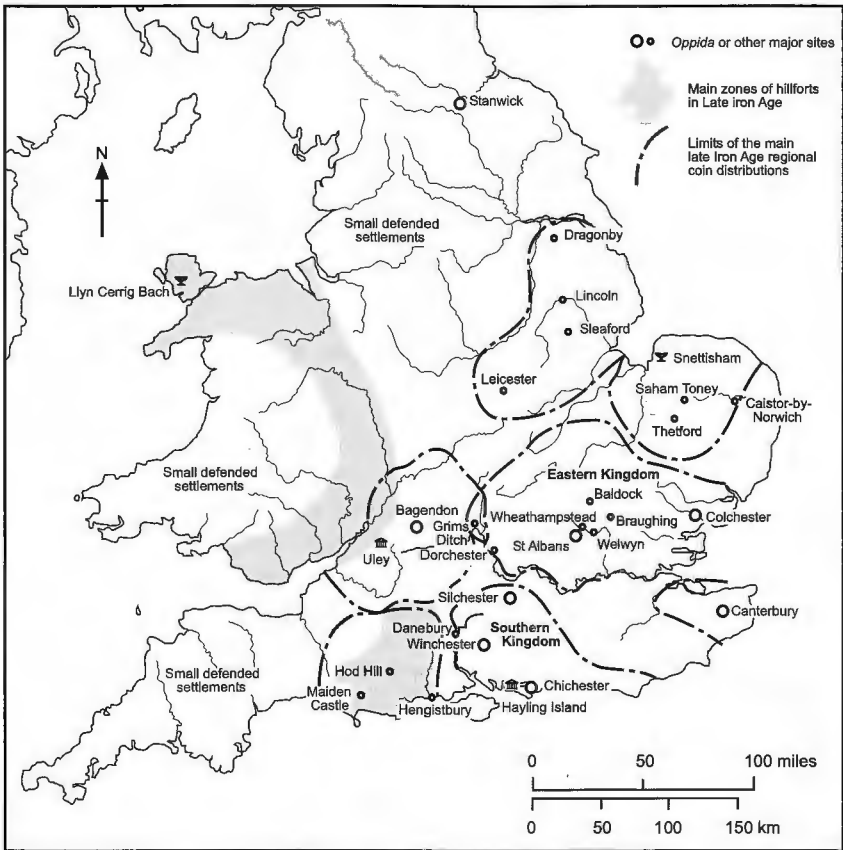 Oppida or other major sites
Main zones of hillforts
in Late iron Age
Limits of the main
late Iron Age regional
coin distributions
N
Stanwick
Small defended
settlements
Dragonby
Llyn Cerrig Bach
Lincoln
Sleaford
Snettisham
Leicester
Saham Toney
Caistor-by-
Norwich
Thetford
Small defended
settlements
Eastern Kingdom
Baldock
Bagendon
Grims
Ditch
Wheathampstead
Braughing
Colchester
Uley
Dorchester
St Albans
Welwyn
Silchester
Canterbury
Danebury
Winchester
Southern
Kingdom
Small defended
settlements
Hod Hill
Maiden
Castle
Hengistbury
Chichester
Hayling Island
0 50 100 miles
0 50 100 150 km